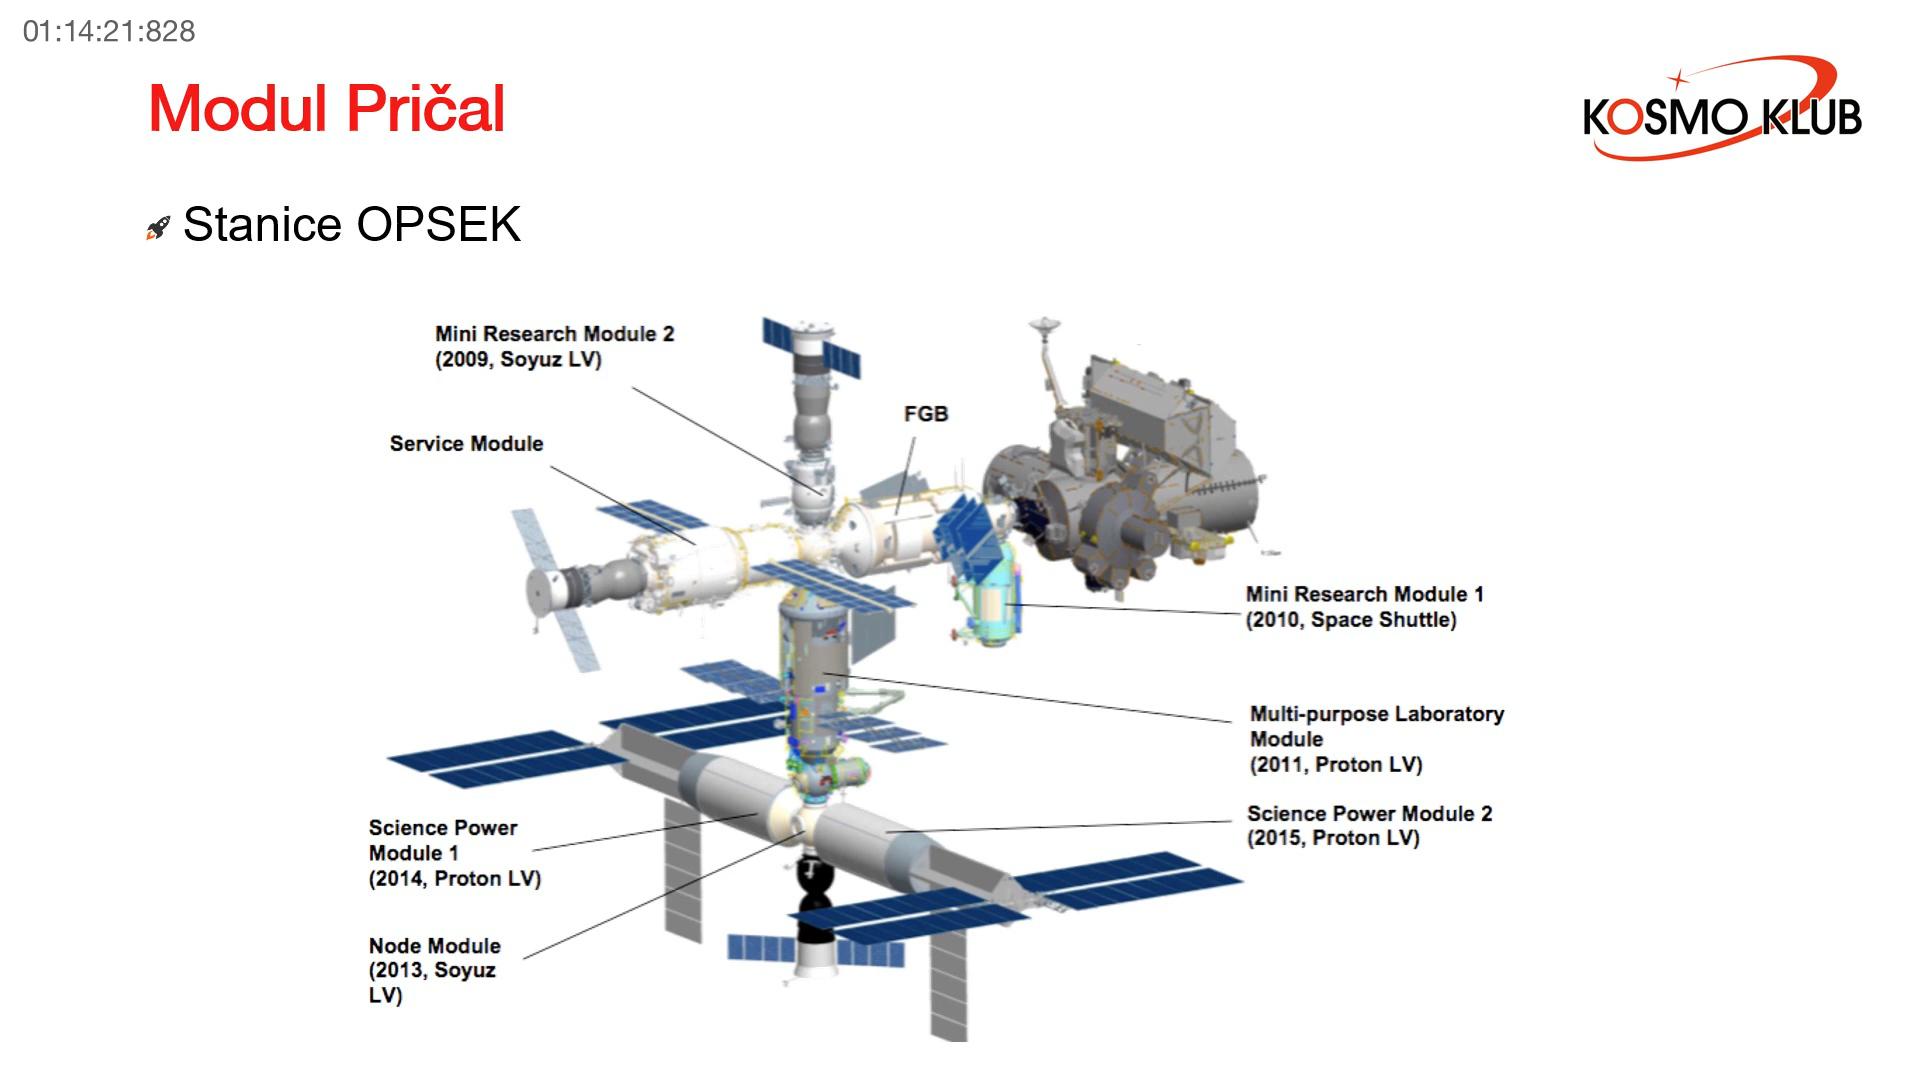 01:14:21:828
Modul Pričal
KOSMO KLUB
Stanice OPSEK
Mini Research Module 2
(2009, Soyuz LV)
FGB
Service Module
Mini Research Module 1
(2010, Space Shuttle)
Multi-purpose Laboratory
Module
(2011, Proton LV)
Science Power Module 2
(2015, Proton LV)
Science Power
Module 1
(2014, Proton LV)
Node Module
(2013, Soyuz
LV)